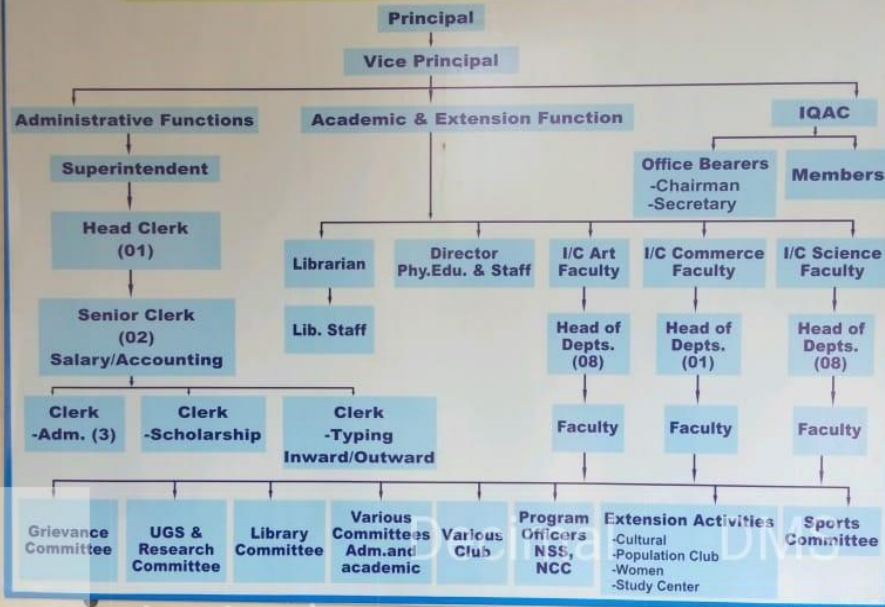 Principal
Vice Principal
Administrative Functions
Academic & Extension Function
IQAC
Superintendent
Office Bearers
-Chairman
-Secretary
Members
Head Clerk
(01)
Librarian
Director
Phy.Edu. & Staff
I/C Art
Faculty
I/C Commerce
Faculty
I/C Science
Faculty
Senior Clerk
(02)
Salary/Accounting
Lib. Staff
Head of
Depts.
(08)
Head of
Depts.
(01)
Head of
Depts.
(08)
Clerk
-Adm. (3)
Clerk
-Scholarship
Clerk
-Typing
Inward/Outward
Faculty
Faculty
Faculty
Grievance
Committee
UGS &
Research
Committee
Library
Committee
Various
Committees
Adm.and
academic
Various
Club
Program
Officers
NSS,
NCC
Extension Activities
-Cultural
-Population Club
-Women
-Study Center
Sports
Committee
DMS